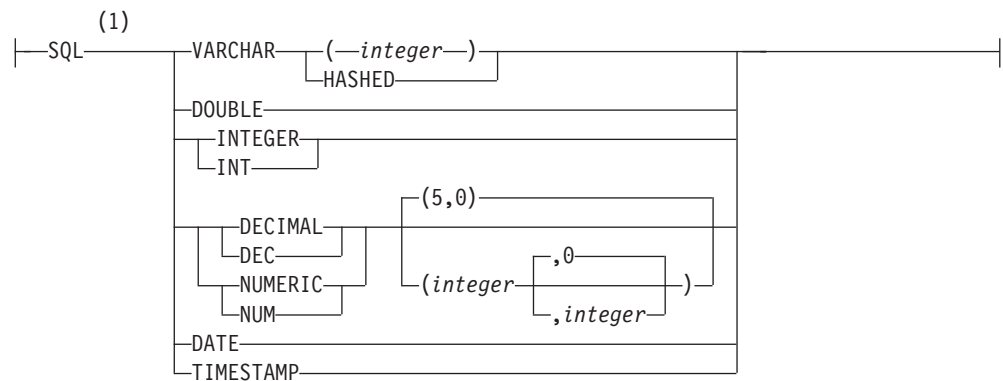 (1)
SQL VARCHAR ( integer )
HASHED
DOUBLE
INTEGER
INT
(5,0)
DECIMAL
DEC ,0
NUMERIC (integer )
NUM ,integer
DATE
TIMESTAMP